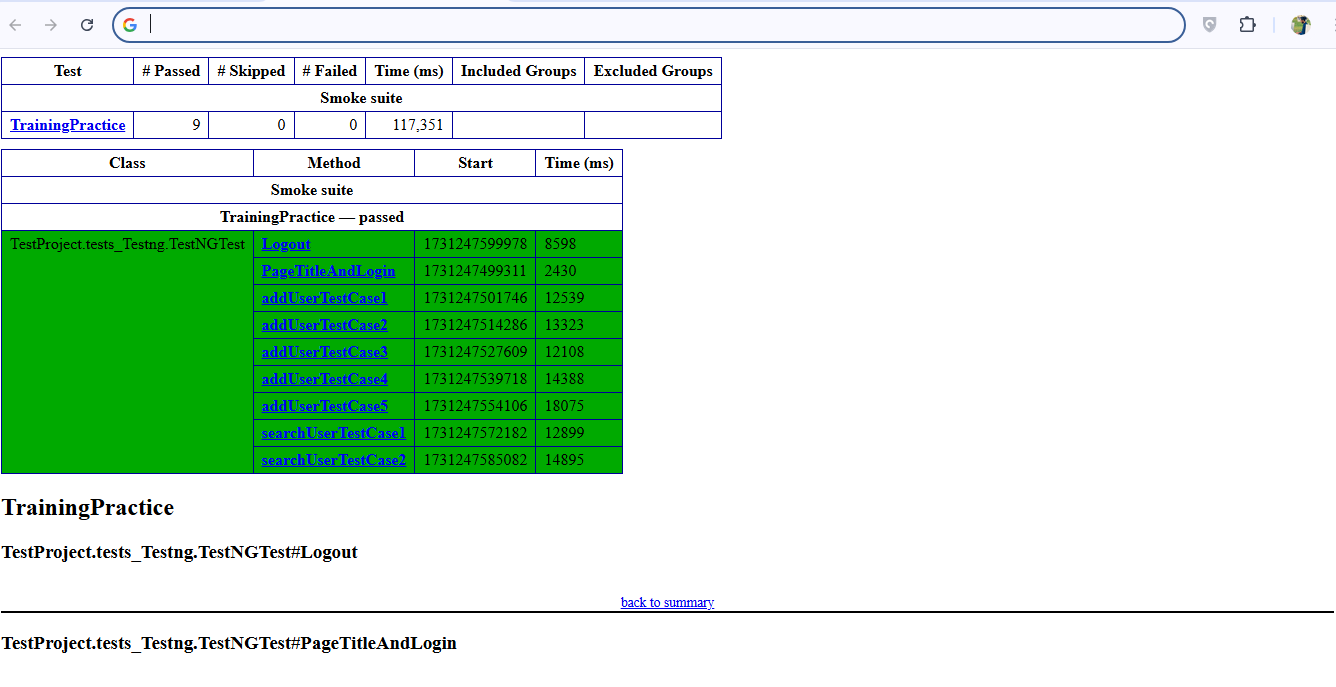 Test # Passed # Skipped # Failed Time (ms) Included Groups Excluded Groups
Smoke suite
TrainingPractice 9 0 0 117,351
Class Method Start Time (ms)
Smoke suite
TrainingPractice — passed
TestProject.tests_Testng.TestNGTest Logout 1731247599978 8598
PageTitleAndLogin 1731247499311 2430
addUserTestCase1 1731247501746 12539
addUserTestCase2 1731247514286 13323
addUserTestCase3 1731247527609 12108
addUserTestCase4 1731247539718 14388
addUserTestCase5 1731247554106 18075
searchUserTestCase1 1731247572182 12899
searchUserTestCase2 1731247585082 14895
TrainingPractice
TestProject.tests_Testng.TestNGTest#Logout
back to summary
TestProject.tests_Testng.TestNGTest#PageTitleAndLogin